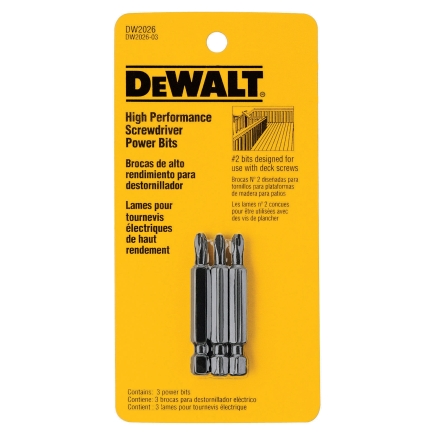 DW2026
DW2026-03
DEWALT®
High Performance
Screwdriver
Power Bits
Brocas de alto
rendimiento para
destornillador
Lames pour
tournevis
électriques
de haut
rendement
#2 bits designed for
use with deck screws
Brocas Nº 2 diseñadas para
tornillos para plataformas
de madera para patios
Les lames nº 2 conçues
pour être utilisées avec
des vis de plancher
Contains: 3 power bits
Contiene: 3 brocas para destornillador eléctrico
Contient : 3 lames pour tournevis électrique